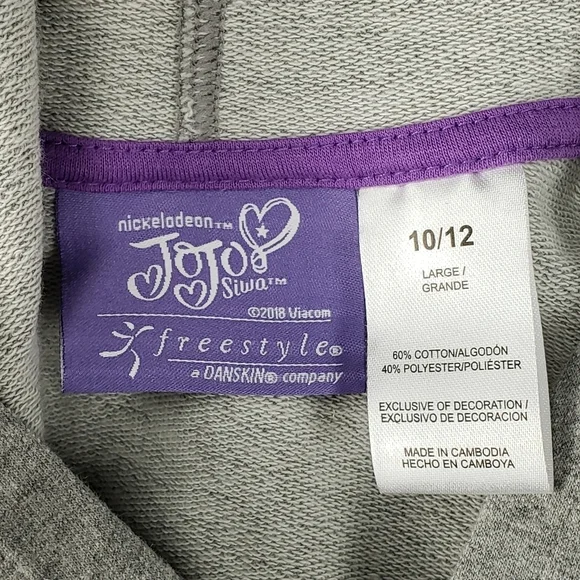 nickelodeon™
JoJo
Siwa™
©2018 Viacom
freestyle®
a DANSKIN® company
10/12
LARGE /
GRANDE
60% COTTON/ALGODÓN
40% POLYESTER/POLIÉSTER
EXCLUSIVE OF DECORATION /
EXCLUSIVO DE DECORACION
MADE IN CAMBODIA
HECHO EN CAMBOYA